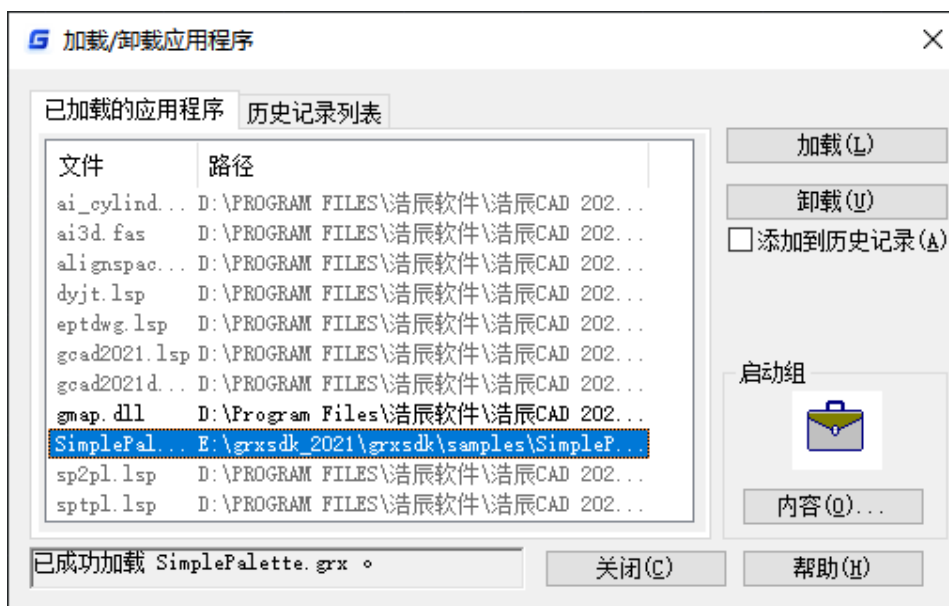 加载/卸载应用程序
已加载的应用程序 历史记录列表
文件 路径
ai_cylind... D:\PROGRAM FILES\浩辰软件\浩辰CAD 202...
ai3d.fas D:\PROGRAM FILES\浩辰软件\浩辰CAD 202...
alignspac... D:\PROGRAM FILES\浩辰软件\浩辰CAD 202...
dyjt.lsp D:\PROGRAM FILES\浩辰软件\浩辰CAD 202...
eptdwg.lsp D:\PROGRAM FILES\浩辰软件\浩辰CAD 202...
gcad2021.lsp D:\PROGRAM FILES\浩辰软件\浩辰CAD 202...
gcad2021d... D:\PROGRAM FILES\浩辰软件\浩辰CAD 202...
gmap.dll D:\Program Files\浩辰软件\浩辰CAD 202...
SimplePal... E:\grxsdk_2021\grxsdk\samples\SimpleP...
sp2pl.lsp D:\PROGRAM FILES\浩辰软件\浩辰CAD 202...
sptpl.lsp D:\PROGRAM FILES\浩辰软件\浩辰CAD 202...
加载(L)
卸载(U)
添加到历史记录(A)
启动组
内容(O)...
已成功加载 SimplePalette.grx 。
关闭(C)
帮助(H)